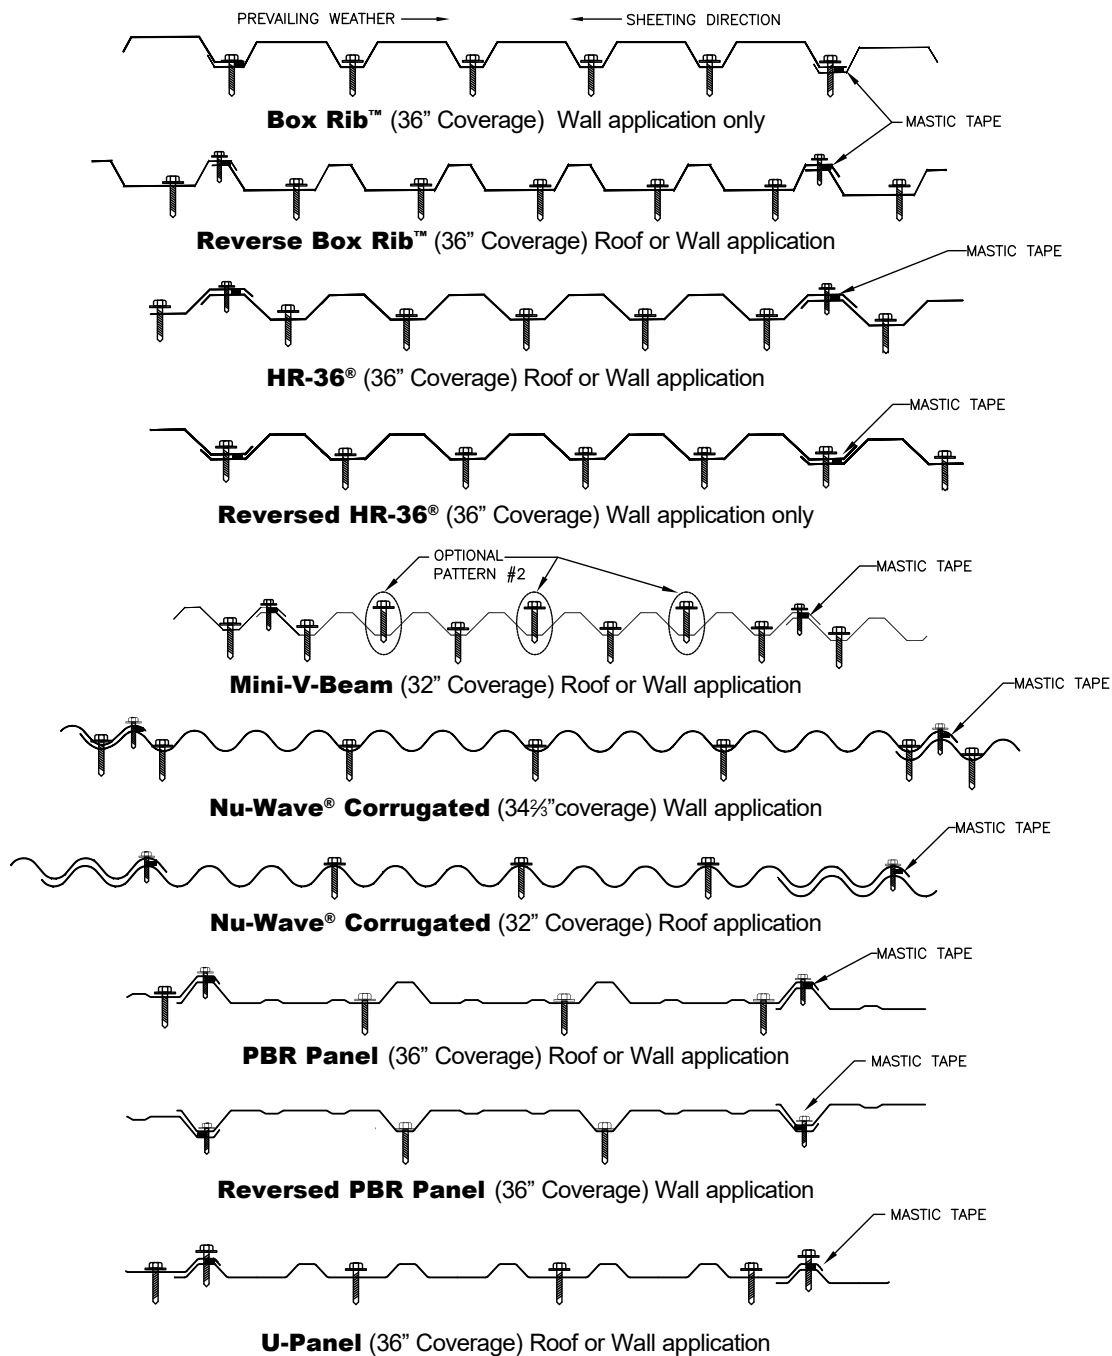 PREVAILING WEATHER
SHEETING DIRECTION
Box Rib™ (36” Coverage) Wall application only
MASTIC TAPE
Reverse Box Rib™ (36” Coverage) Roof or Wall application
MASTIC TAPE
HR-36® (36” Coverage) Roof or Wall application
MASTIC TAPE
Reversed HR-36® (36” Coverage) Wall application only
OPTIONAL
PATTERN #2
MASTIC TAPE
Mini-V-Beam (32” Coverage) Roof or Wall application
MASTIC TAPE
Nu-Wave® Corrugated (34⅔”coverage) Wall application
MASTIC TAPE
Nu-Wave® Corrugated (32” Coverage) Roof application
MASTIC TAPE
PBR Panel (36” Coverage) Roof or Wall application
MASTIC TAPE
Reversed PBR Panel (36” Coverage) Wall application
MASTIC TAPE
U-Panel (36” Coverage) Roof or Wall application